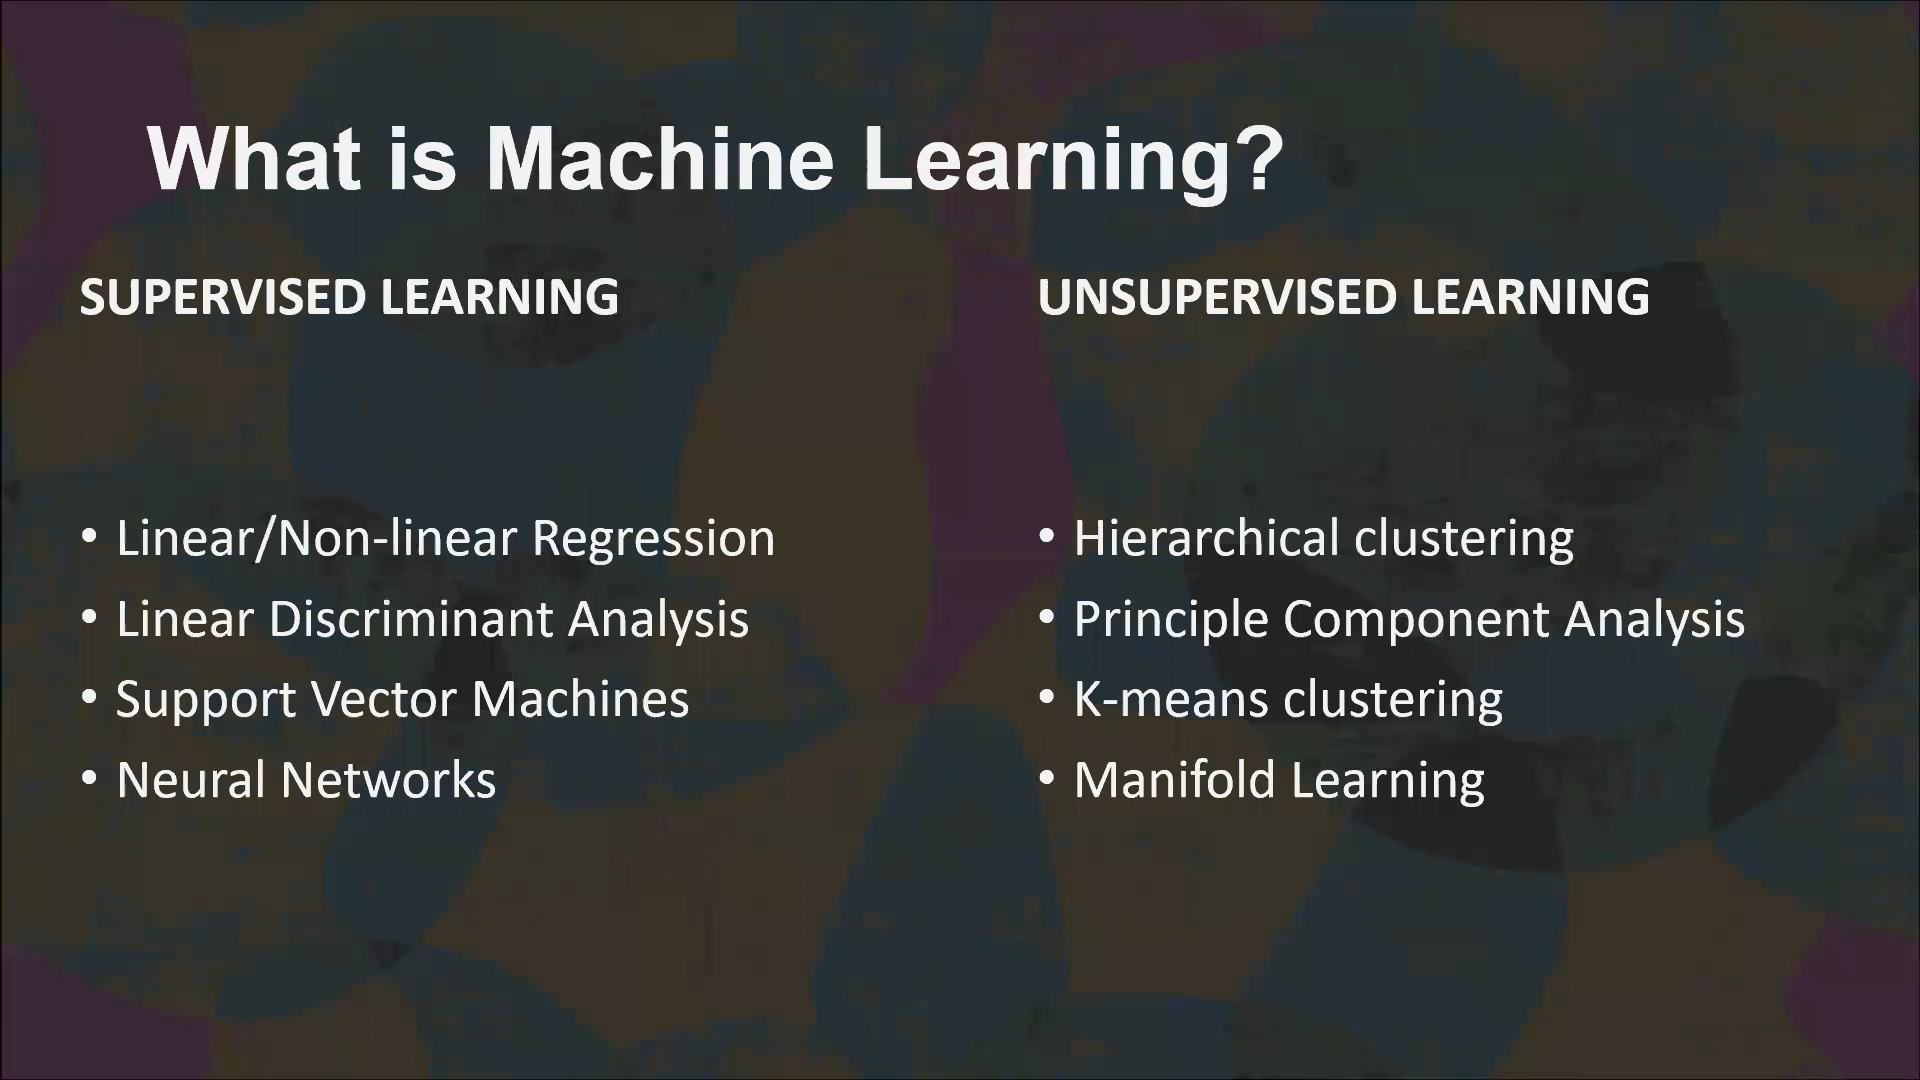 What is Machine Learning?
SUPERVISED LEARNING
• Linear/Non-linear Regression
• Linear Discriminant Analysis
• Support Vector Machines
• Neural Networks
UNSUPERVISED LEARNING
• Hierarchical clustering
• Principle Component Analysis
• K-means clustering
• Manifold Learning